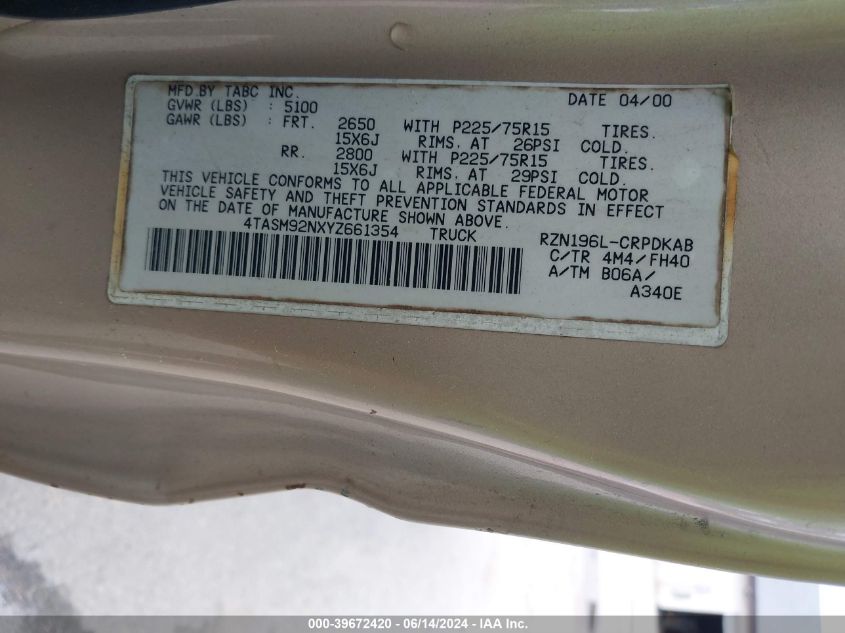 MFD.BY TABC INC. DATE 04/00
GVWR (LBS) : 5100
GAWR (LBS) : FRT. 2650 WITH P225/75R15 TIRES.
15X6J RIMS. AT 26PSI COLD.
RR. 2800 WITH P225/75R15 TIRES.
15X6J RIMS. AT 29PSI COLD.
THIS VEHICLE CONFORMS TO ALL APPLICABLE FEDERAL MOTOR
VEHICLE SAFETY AND THEFT PREVENTION STANDARDS IN EFFECT
ON THE DATE OF MANUFACTURE SHOWN ABOVE.
4TASM92NXYZ661354 TRUCK RZN196L-CRPDKAB
C/TR 4M4/FH40
A/TM B06A/
A340E
000-39672420 - 06/14/2024 - IAA Inc.